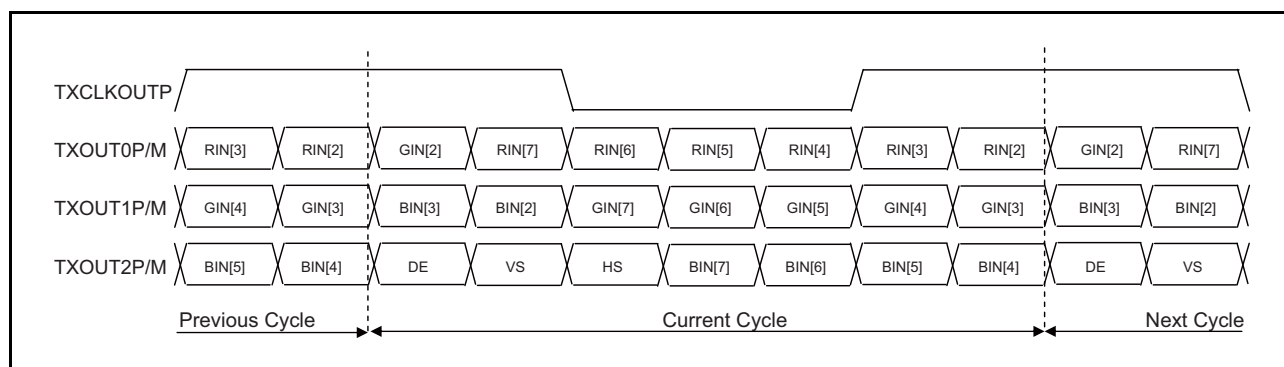 TXCLKOUTP
TXOUT0P/M RIN[3] RIN[2] GIN[2] RIN[7] RIN[6] RIN[5] RIN[4] RIN[3] RIN[2] GIN[2] RIN[7]
TXOUT1P/M GIN[4] GIN[3] BIN[3] BIN[2] GIN[7] GIN[6] GIN[5] GIN[4] GIN[3] BIN[3] BIN[2]
TXOUT2P/M BIN[5] BIN[4] DE VS HS BIN[7] BIN[6] BIN[5] BIN[4] DE VS
Previous Cycle Current Cycle Next Cycle